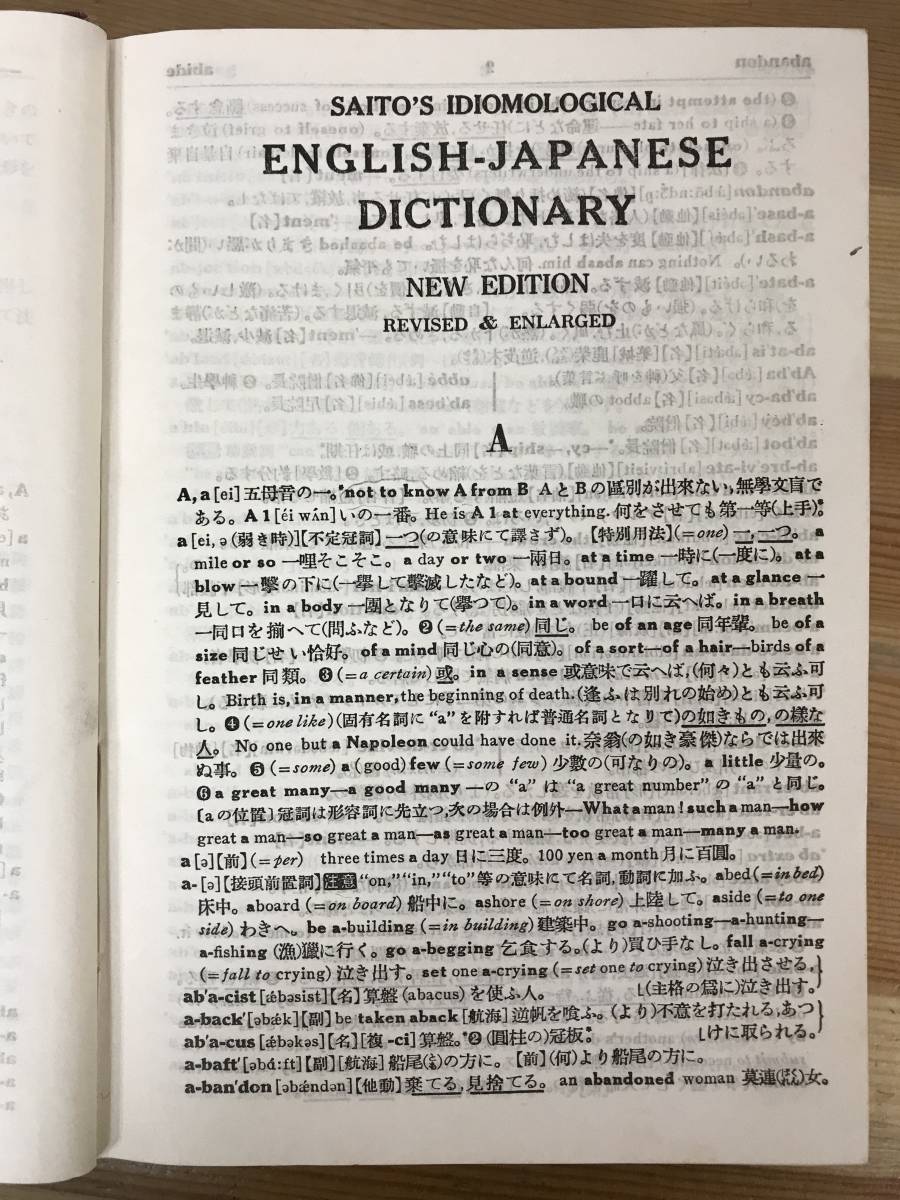 SAITO'S IDIOMOLOGICAL
ENGLISH-JAPANESE
DICTIONARY
NEW EDITION
REVISED & ENLARGED
A
A, a [ei] 五母音の一。 not to know A from B AとBの區別が出來ない,無學文盲で
ある。A 1 [éi wʌ́n] いの一番。He is A 1 at everything. 何をさせても第一等(上手)。
a [ei, ə (弱き時)]【不定冠詞】一つ(の意味にて譯さず)。【特別用法】(=one) 一,一つ。 a
mile or so 一哩そこそこ。a day or two 一兩日。at a time 一時に(一度に)。at a
blow 一擊の下に(一擧して擊滅したなど)。at a bound 一躍して。at a glance 一
見して。in a body 一團となりて(擧つて)。in a word 一口に云へば。in a breath
一同口を揃へて(問ふなど)。❷ (=the same) 同じ。 be of an age 同年輩。 be of a
size 同じせい恰好。of a mind 同じ心の(同意)。of a sort—of a hair—birds of a
feather 同類。❸ (=a certain) 或。in a sense 或意味で云へば,(何々)とも云ふ可
し。Birth is, in a manner, the beginning of death. (逢ふは別れの始め)とも云ふ可
し。❹ (=one like) (固有名詞に "a" を附すれば普通名詞となりて)の如きもの,の樣な
人。 No one but a Napoleon could have done it. 奈翁(の如き豪傑)ならでは出來
ぬ事。❺ (=some) a (good) few (=some few) 少數の(可なりの)。a little 少量の。
❻ a great many—a good many—の "a" は "a great number" の "a" と同じ。
〔aの位置〕冠詞は形容詞に先立つ,次の場合は例外—What a man! such a man—how
great a man—so great a man—as great a man—too great a man—many a man.
a [ə]【前】(=per) three times a day 日に三度。100 yen a month 月に百圓。
a- [ə]【接頭前置詞】注意 "on," "in," "to" 等の意味にて名詞,動詞に加ふ。abed (=in bed)
床中。aboard (=on board) 船中に。ashore (=on shore) 上陸して。aside (=to one
side) わきへ。be a-building (=in building) 建築中。go a-shooting—a-hunting—
a-fishing (漁)獵に行く。go a-begging 乞食する。(より)買ひ手なし。fall a-crying
(=fall to crying) 泣き出す。set one a-crying (=set one to crying) 泣き出させる,
ab'a-cist [ǽbəsist]【名】算盤 (abacus) を使ふ人。 (主格の爲に)泣き出す。
a-back' [əbǽk]【副】be taken aback [航海] 逆帆を喰ふ。(より)不意を打たれる,あつ
ab'a-cus [ǽbəkəs]【名】【複 -ci】算盤。❷ (圓柱の)冠板。 けに取られる。
a-baft' [əbɑ́:ft]【副】[航海] 船尾の方に。【前】(何)より船尾の方に。
a-ban'don [əbǽndən]【他動】棄てる,見捨てる。 an abandoned woman 莫連女。